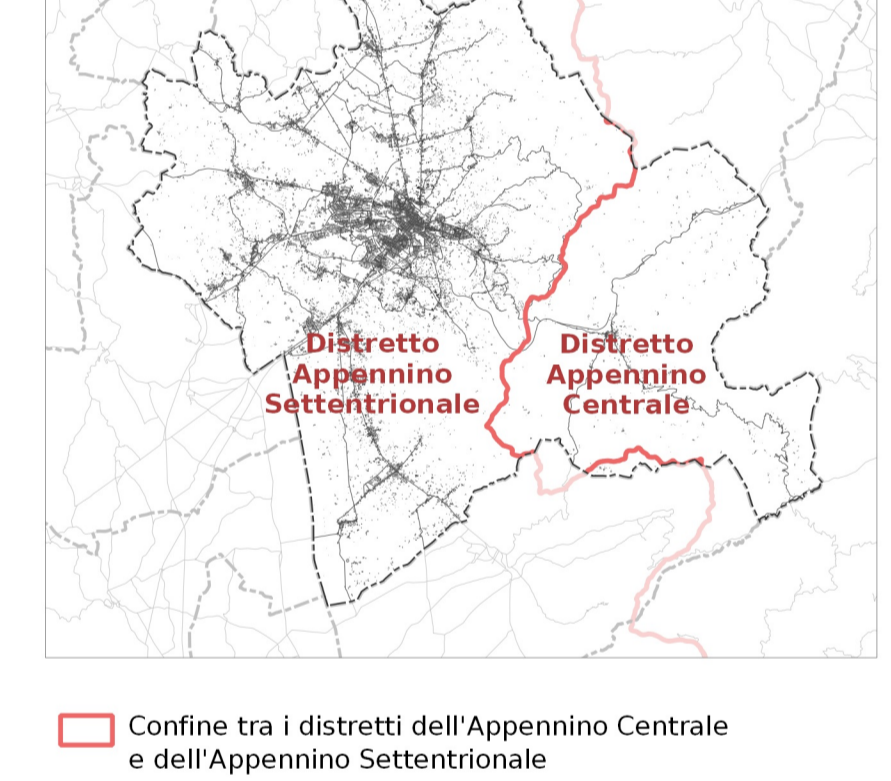 Distretto
Appennino
Settentrionale
Distretto
Appennino
Centrale
Confine tra i distretti dell'Appennino Centrale
e dell'Appennino Settentrionale